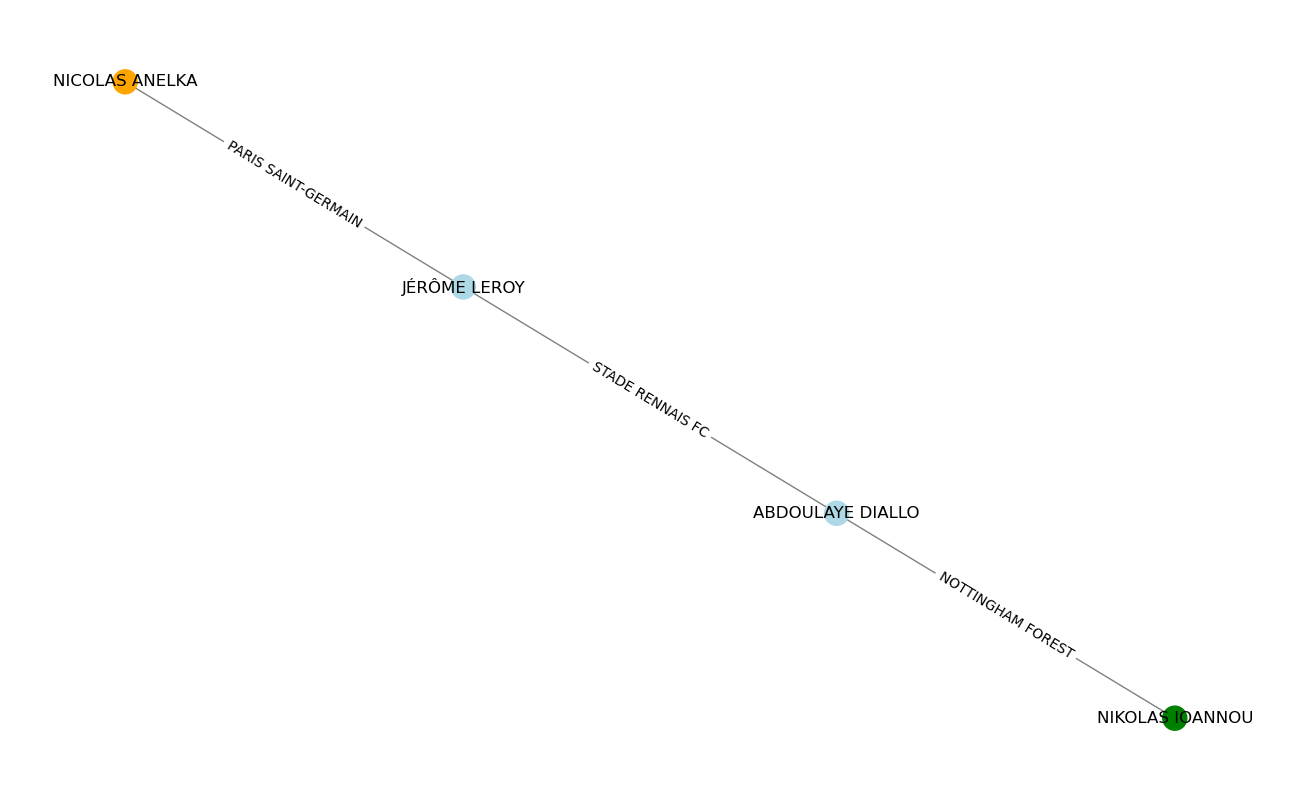 NICOLAS ANELKA
PARIS SAINT-GERMAIN
JÉRÔME LEROY
STADE RENNAIS FC
ABDOULAYE DIALLO
NOTTINGHAM FOREST
NIKOLAS IOANNOU